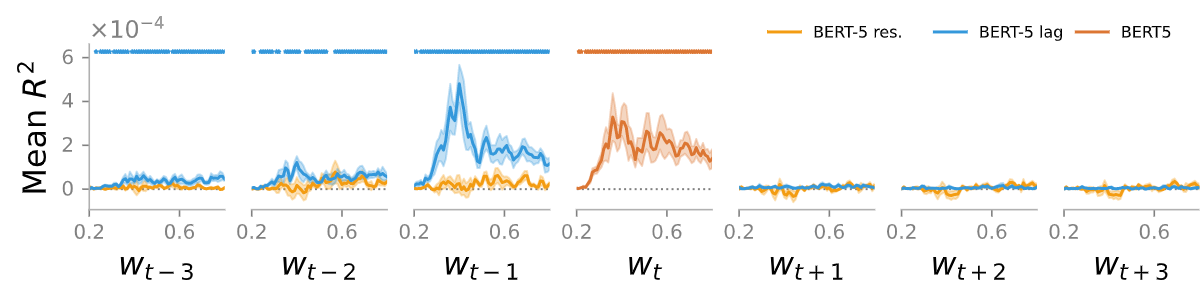 ×10⁻⁴
BERT-5 res. BERT-5 lag BERT5
Mean R²
6
4
2
0
0.2 0.6 0.2 0.6 0.2 0.6 0.2 0.6 0.2 0.6 0.2 0.6 0.2 0.6
wₜ₋₃ wₜ₋₂ wₜ₋₁ wₜ wₜ₊₁ wₜ₊₂ wₜ₊₃